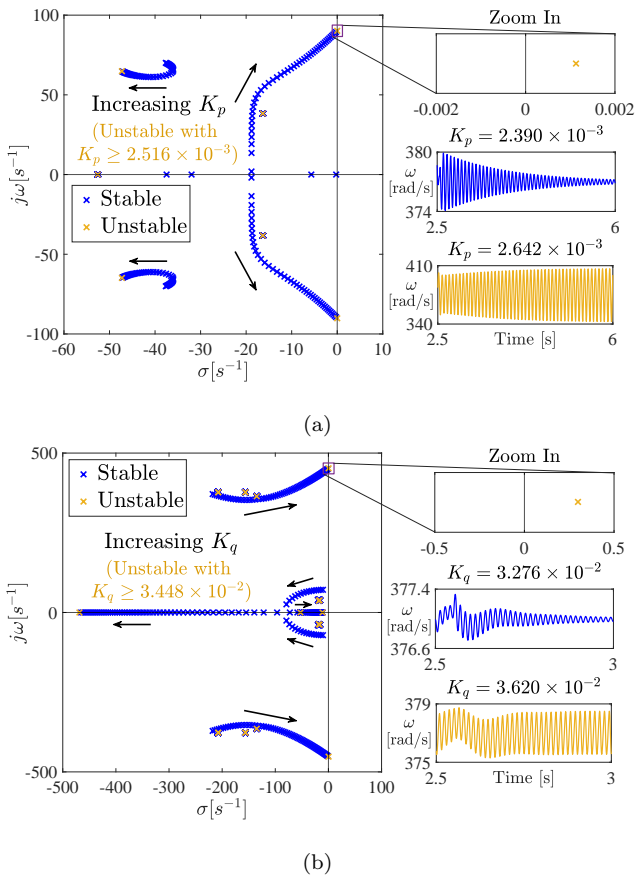 100
50
0
-50
-100
jω[s⁻¹]
-60 -50 -40 -30 -20 -10 0 10
σ[s⁻¹]
Increasing Kₚ
(Unstable with
Kₚ ≥ 2.516 × 10⁻³)
Stable
Unstable
Zoom In
-0.002 0 0.002
Kₚ = 2.390 × 10⁻³
380
ω
[rad/s]
374
2.5 6
Kₚ = 2.642 × 10⁻³
410
ω
[rad/s]
340
2.5 Time [s] 6
(a)
500
0
-500
jω[s⁻¹]
-500 -400 -300 -200 -100 0 100
σ[s⁻¹]
Stable
Unstable
Increasing K_q
(Unstable with
K_q ≥ 3.448 × 10⁻²)
Zoom In
-0.5 0 0.5
K_q = 3.276 × 10⁻²
377.4
ω
[rad/s]
376.6
2.5 3
K_q = 3.620 × 10⁻²
379
ω
[rad/s]
375
2.5 Time [s] 3
(b)